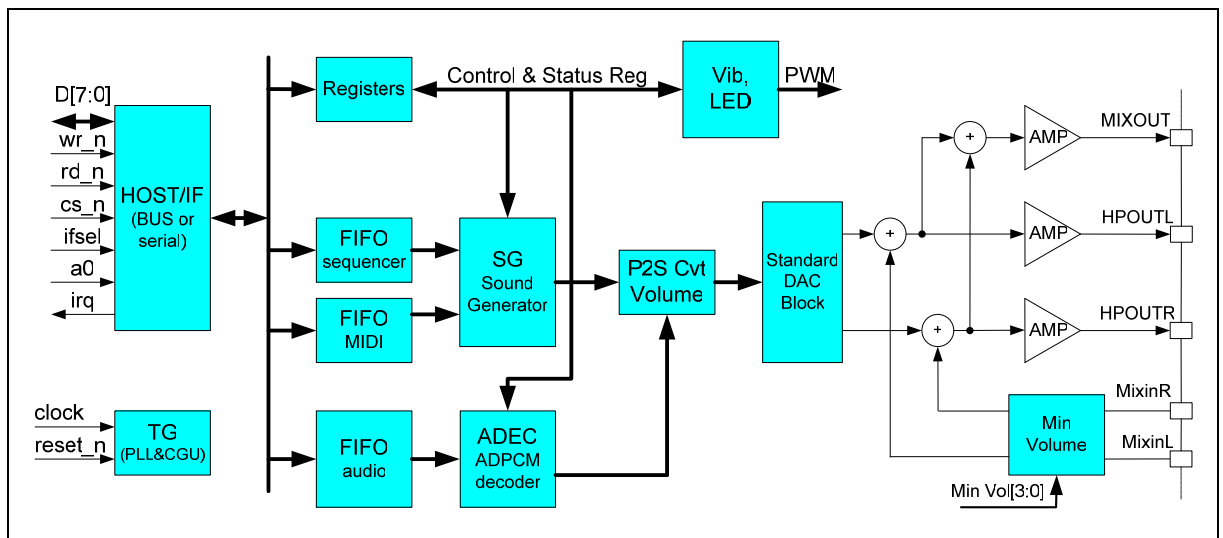 D[7:0]
wr_n
rd_n
cs_n
ifsel
a0
irq
HOST/IF
(BUS or
serial)
clock
reset_n
TG
(PLL&CGU)
Registers
Control & Status Reg
Vib,
LED
PWM
FIFO
sequencer
FIFO
MIDI
SG
Sound
Generator
FIFO
audio
ADEC
ADPCM
decoder
P2S Cvt
Volume
Standard
DAC
Block
+
+
+
AMP
MIXOUT
AMP
HPOUTL
AMP
HPOUTR
Min
Volume
MixinR
MixinL
Min Vol[3:0]